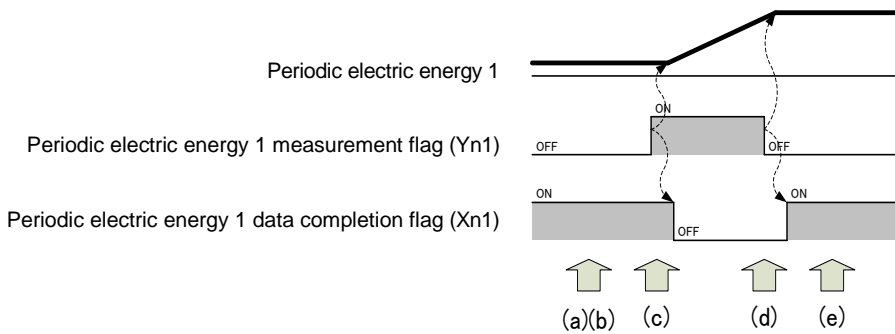 Periodic electric energy 1
ON
Periodic electric energy 1 measurement flag (Yn1)
OFF
OFF
ON
ON
Periodic electric energy 1 data completion flag (Xn1)
OFF
(a)(b) (c) (d) (e)